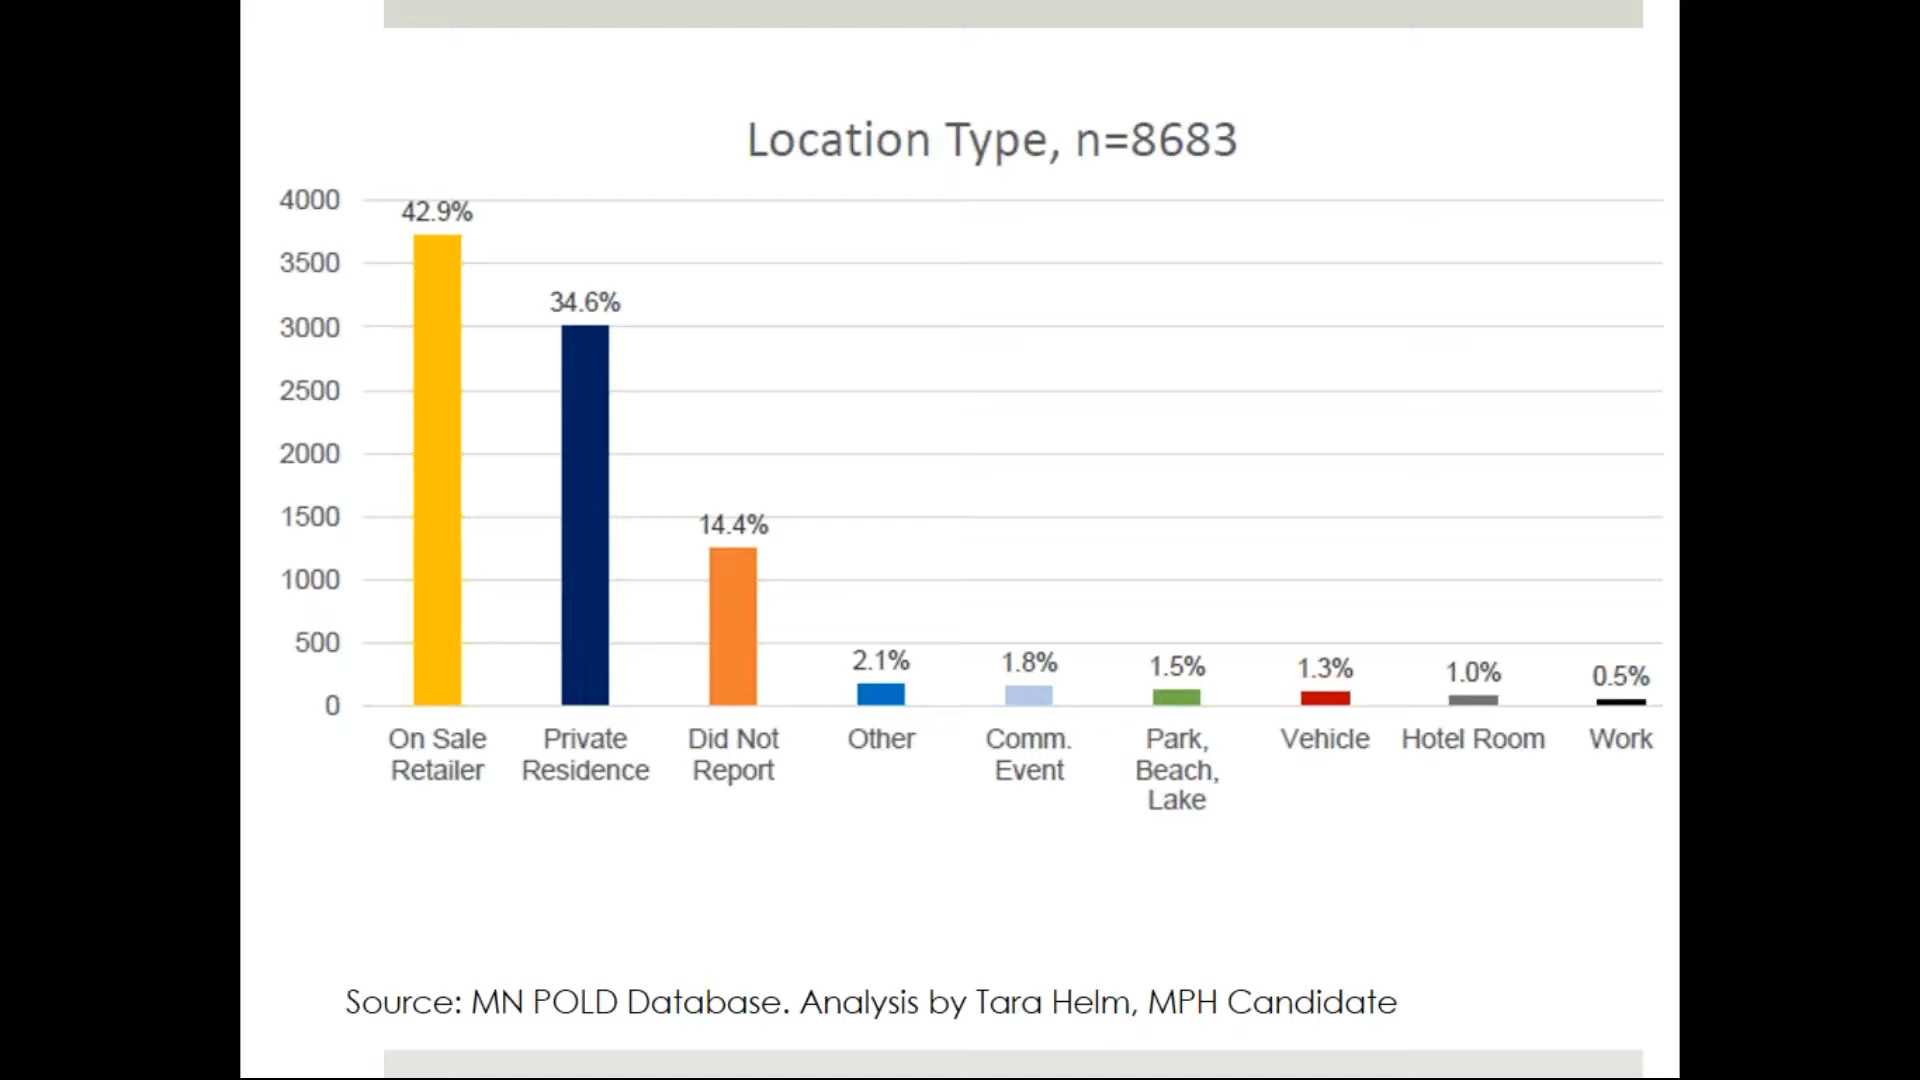 Location Type, n=8683
4000
3500
3000
2500
2000
1500
1000
500
0
42.9%
34.6%
14.4%
2.1%
1.8%
1.5%
1.3%
1.0%
0.5%
On Sale
Retailer
Private
Residence
Did Not
Report
Other
Comm.
Event
Park,
Beach,
Lake
Vehicle
Hotel Room
Work
Source: MN POLD Database. Analysis by Tara Helm, MPH Candidate